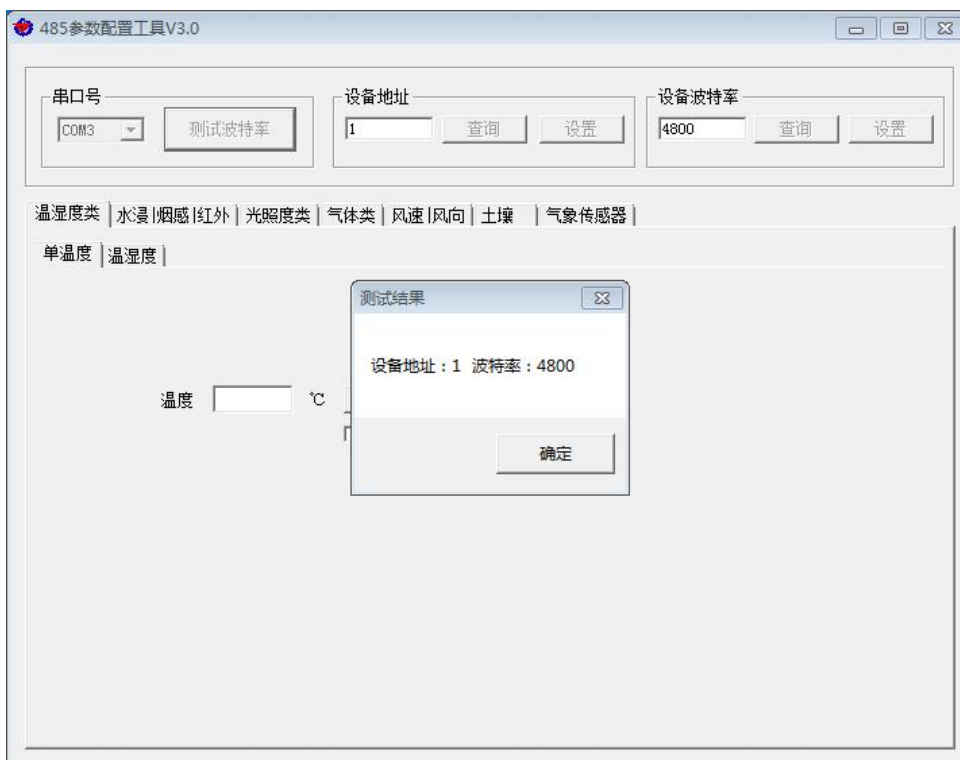 485参数配置工具V3.0
串口号 设备地址 设备波特率
COM3 测试波特率 1 查询 设置 4800 查询 设置
温湿度类 水浸|烟感|红外 光照度类 气体类 风速|风向 土壤 气象传感器
单温度 温湿度
测试结果
设备地址:1 波特率:4800
温度 ℃
确定